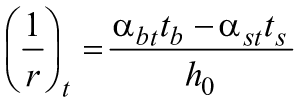 (1/r)_t = (α_bt t_b − α_st t_s) / h_0